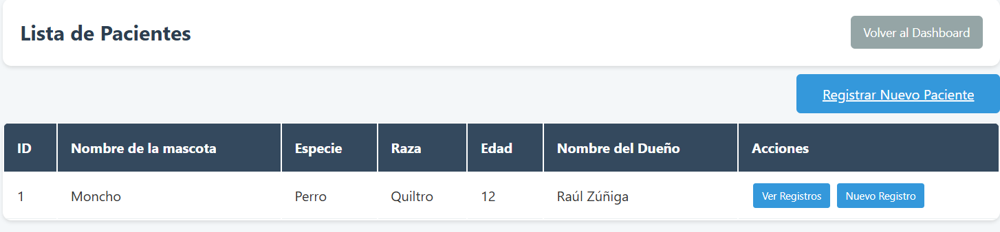 Lista de Pacientes
Volver al Dashboard
Registrar Nuevo Paciente
ID Nombre de la mascota Especie Raza Edad Nombre del Dueño Acciones
1 Moncho Perro Quiltro 12 Raúl Zúñiga Ver Registros Nuevo Registro